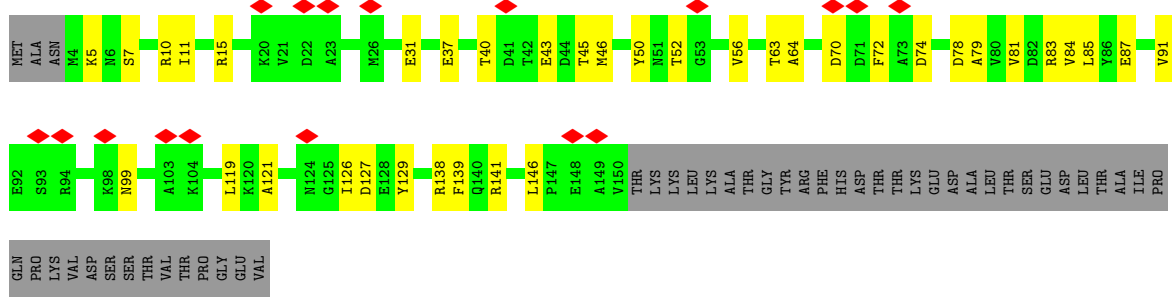 MET ALA ASN M4 K5 N6 S7 R10 I11 R15 K20 V21 D22 A23 M26 E31 E37 T40 D41 T42 E43 D44 T45 M46 Y50 N51 T52 G53 V56 T63 A64 D70 D71 F72 A73 D74 D78 A79 V80 V81 D82 R83 V84 L85 Y86 E87 V91
E92 S93 R94 K98 N99 A103 K104 L119 K120 A121 N124 G125 I126 D127 E128 Y129 R138 F139 Q140 R141 L146 P147 E148 A149 V150 THR LYS LYS LEU LYS ALA THR GLY TYR ARG PHE HIS ASP THR THR LYS GLU ASP ALA LEU THR SER GLU ASP LEU THR ALA ILE PRO
GLN PRO LYS VAL ASP SER SER THR VAL THR PRO GLY GLU VAL